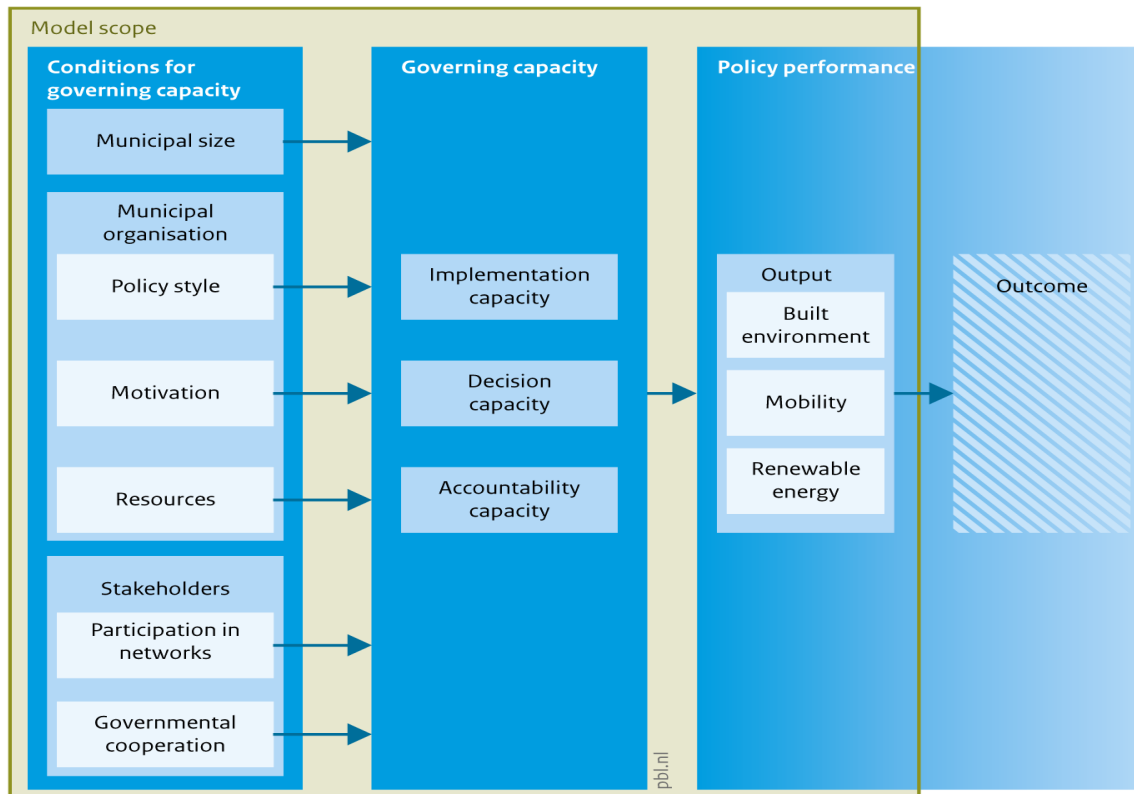 Model scope
Conditions for
governing capacity
Municipal size
Municipal
organisation
Policy style
Motivation
Resources
Stakeholders
Participation in
networks
Governmental
cooperation
Governing capacity
Implementation
capacity
Decision
capacity
Accountability
capacity
pbl.nl
Policy performance
Output
Built
environment
Mobility
Renewable
energy
Outcome